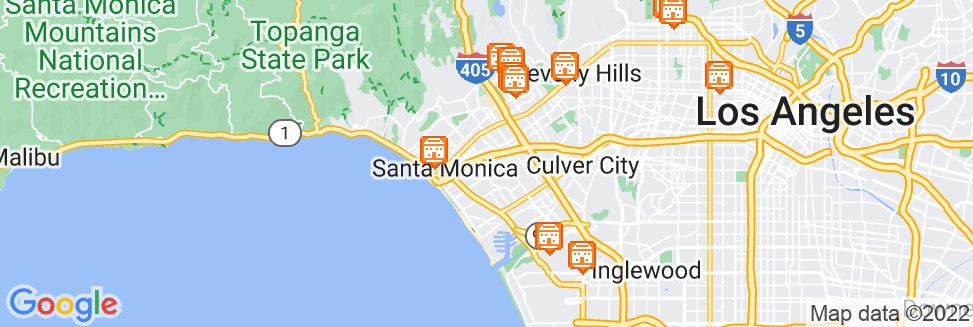 Santa Monica
Mountains
National
Recreation...
Topanga
State Park
405
Beverly Hills
5
10
Los Angeles
1
Malibu
Santa Monica
Culver City
Inglewood
Google
Map data ©2022